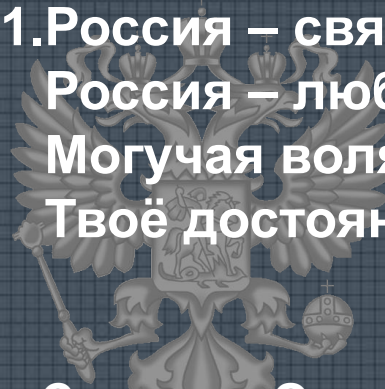 1.Россия – свя
Россия – люб
Могучая воля
Твоё достоян